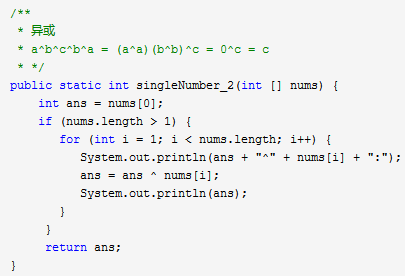 /**
 * 异或
 * a^b^c^b^a = (a^a)(b^b)^c = 0^c = c
 * */
public static int singleNumber_2(int [] nums) {
    int ans = nums[0];
    if (nums.length > 1) {
       for (int i = 1; i < nums.length; i++) {
          System.out.println(ans + "^" + nums[i] + ":");
          ans = ans ^ nums[i];
          System.out.println(ans);
       }
     }
     return ans;
}